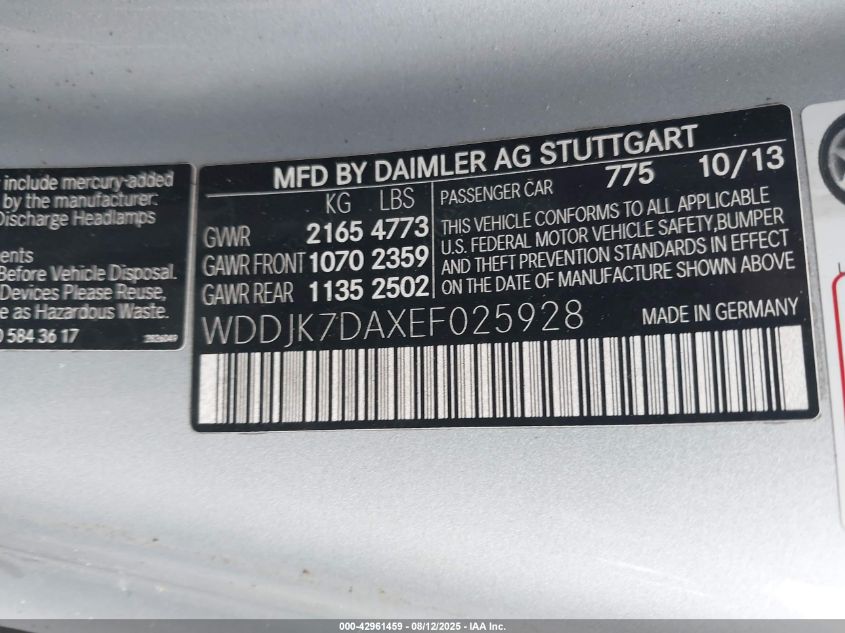 include mercury-added
by the manufacturer:
Discharge Headlamps
ents
Before Vehicle Disposal.
Devices Please Reuse,
e as Hazardous Waste.
0 584 36 17
MFD BY DAIMLER AG STUTTGART
775 10/13
KG LBS
GVWR 2165 4773
GAWR FRONT 1070 2359
GAWR REAR 1135 2502
PASSENGER CAR
THIS VEHICLE CONFORMS TO ALL APPLICABLE
U.S. FEDERAL MOTOR VEHICLE SAFETY,BUMPER
AND THEFT PREVENTION STANDARDS IN EFFECT
ON THE DATE OF MANUFACTURE SHOWN ABOVE
WDDJK7DAXEF025928
MADE IN GERMANY
000-42961459 - 08/12/2025 - IAA Inc.